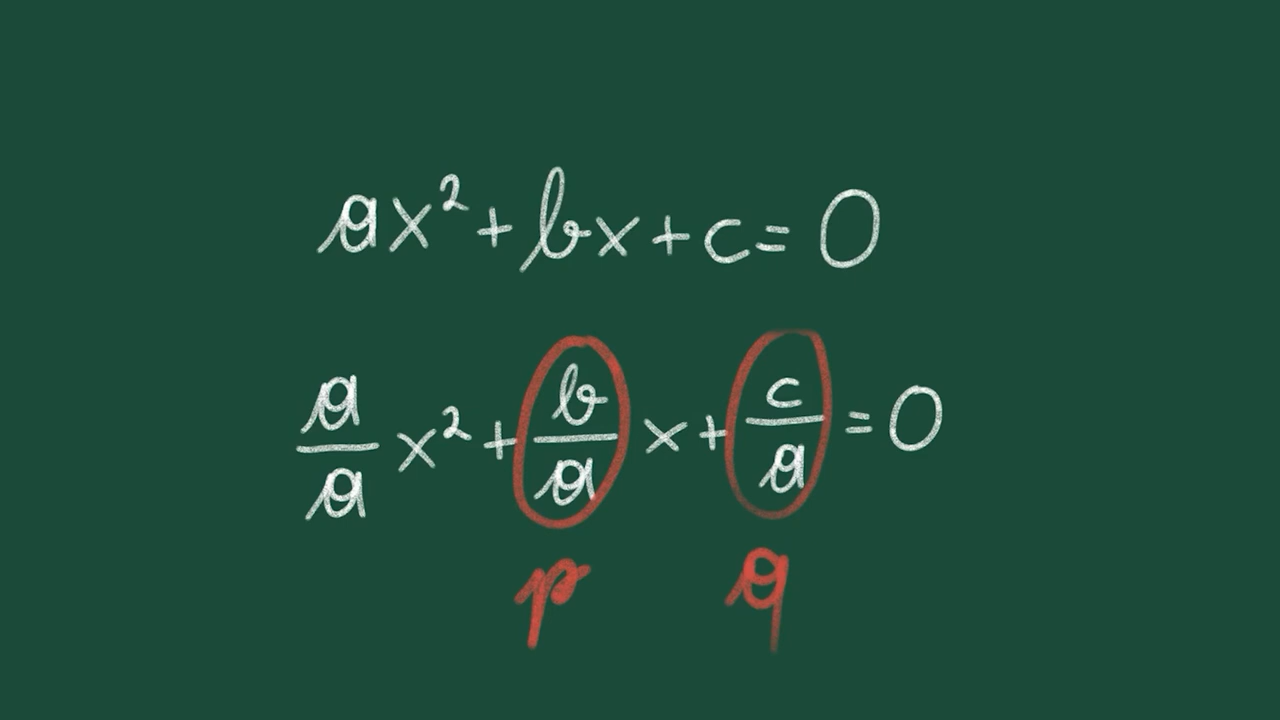 ax² + bx + c = 0
a/a x² + b/a x + c/a = 0
p q